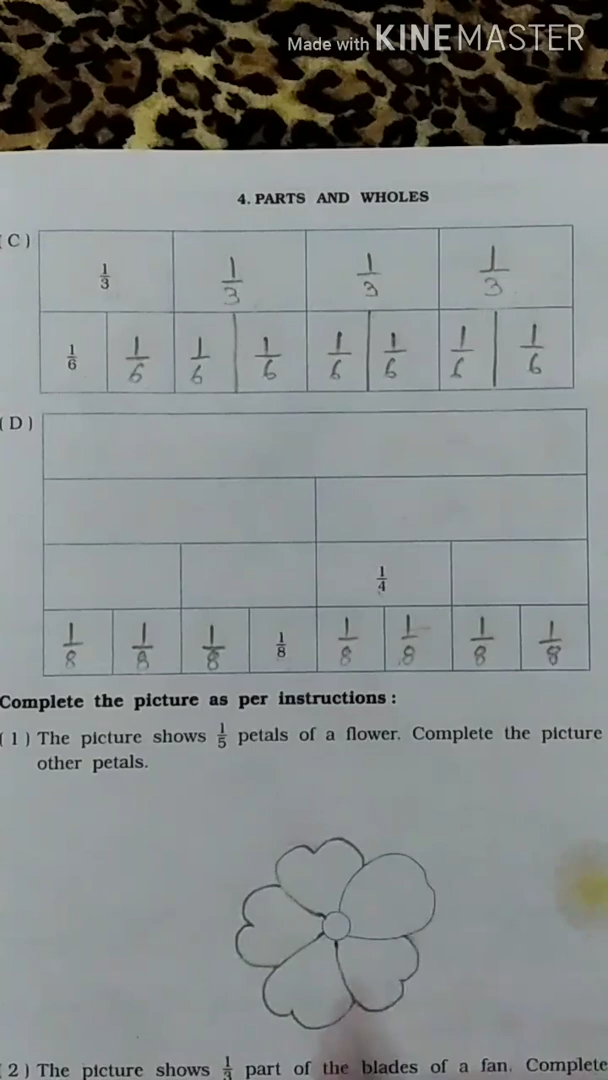 Made with KINEMASTER
4. PARTS AND WHOLES
( C )
1/3 1/3 1/3 1/3
1/6 1/6 1/6 1/6 1/6 1/6 1/6 1/6
( D )
1/4
1/8 1/8 1/8 1/8 1/8 1/8 1/8 1/8
Complete the picture as per instructions :
( 1 ) The picture shows 1/5 petals of a flower. Complete the picture
other petals.
( 2 ) The picture shows 1/3 part of the blades of a fan. Complete